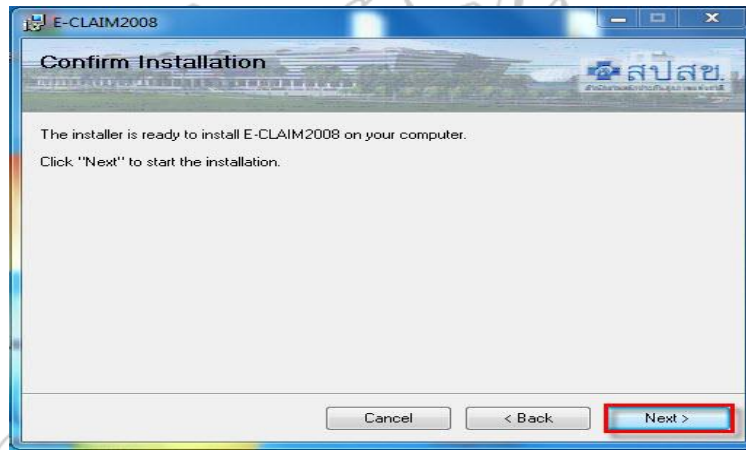 E-CLAIM2008
Confirm Installation
สปสช.
The installer is ready to install E-CLAIM2008 on your computer.
Click "Next" to start the installation.
Cancel
< Back
Next >